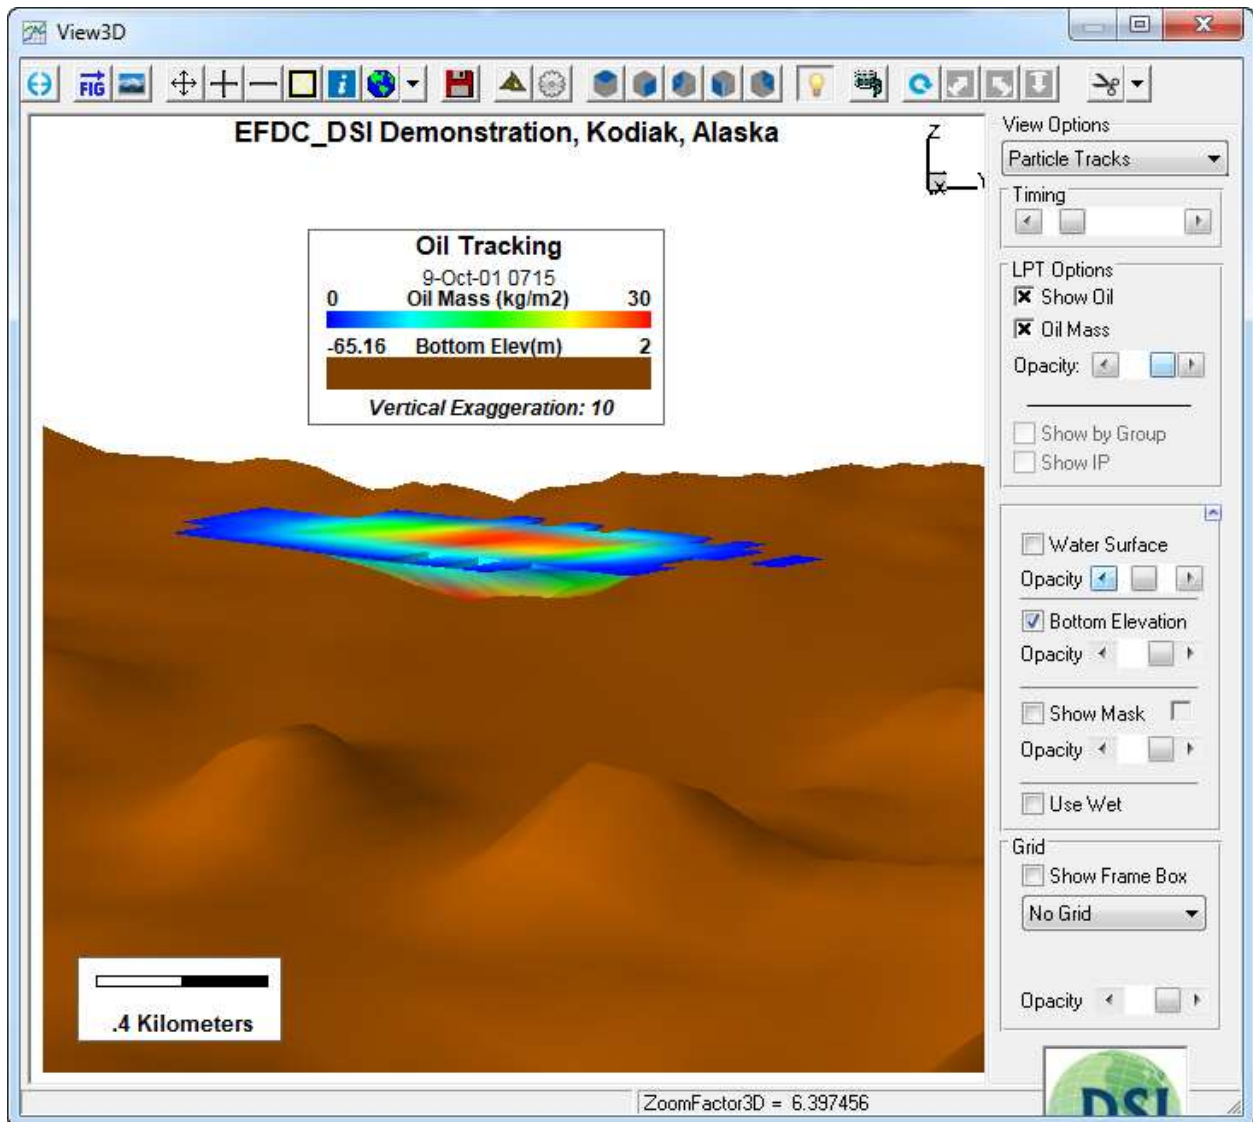 View3D
FIG
EFDC_DSI Demonstration, Kodiak, Alaska
Z
X
Y
Oil Tracking
9-Oct-01 0715
0 Oil Mass (kg/m2) 30
-65.16 Bottom Elev(m) 2
Vertical Exaggeration: 10
.4 Kilometers
View Options
Particle Tracks
Timing
LPT Options
Show Oil
Oil Mass
Opacity:
Show by Group
Show IP
Water Surface
Opacity
Bottom Elevation
Opacity
Show Mask
Opacity
Use Wet
Grid
Show Frame Box
No Grid
Opacity
DSI
ZoomFactor3D = 6.397456